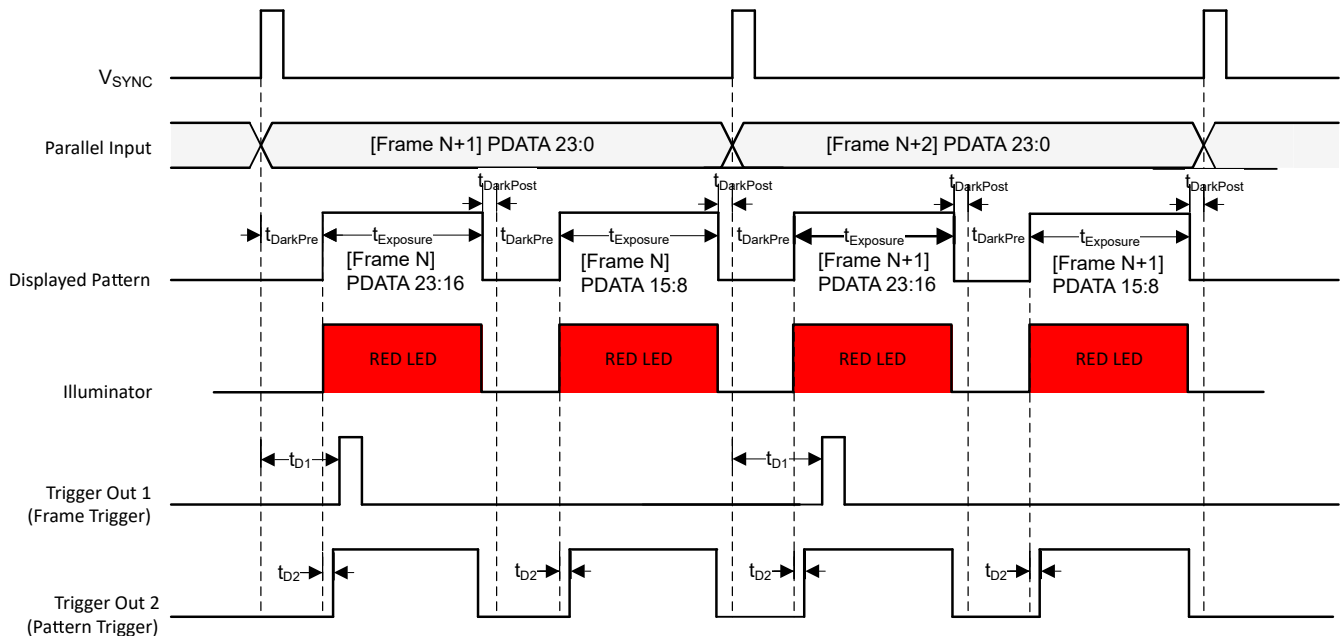 VSYNC
Parallel Input
[Frame N+1] PDATA 23:0
[Frame N+2] PDATA 23:0
tDarkPost
tDarkPost
tDarkPost
tDarkPost
tDarkPre
tExposure
tDarkPre
tExposure
tDarkPre
tExposure
tDarkPre
tExposure
Displayed Pattern
[Frame N]
PDATA 23:16
[Frame N]
PDATA 15:8
[Frame N+1]
PDATA 23:16
[Frame N+1]
PDATA 15:8
Illuminator
RED LED
RED LED
RED LED
RED LED
tD1
tD1
Trigger Out 1
(Frame Trigger)
tD2
tD2
tD2
tD2
Trigger Out 2
(Pattern Trigger)